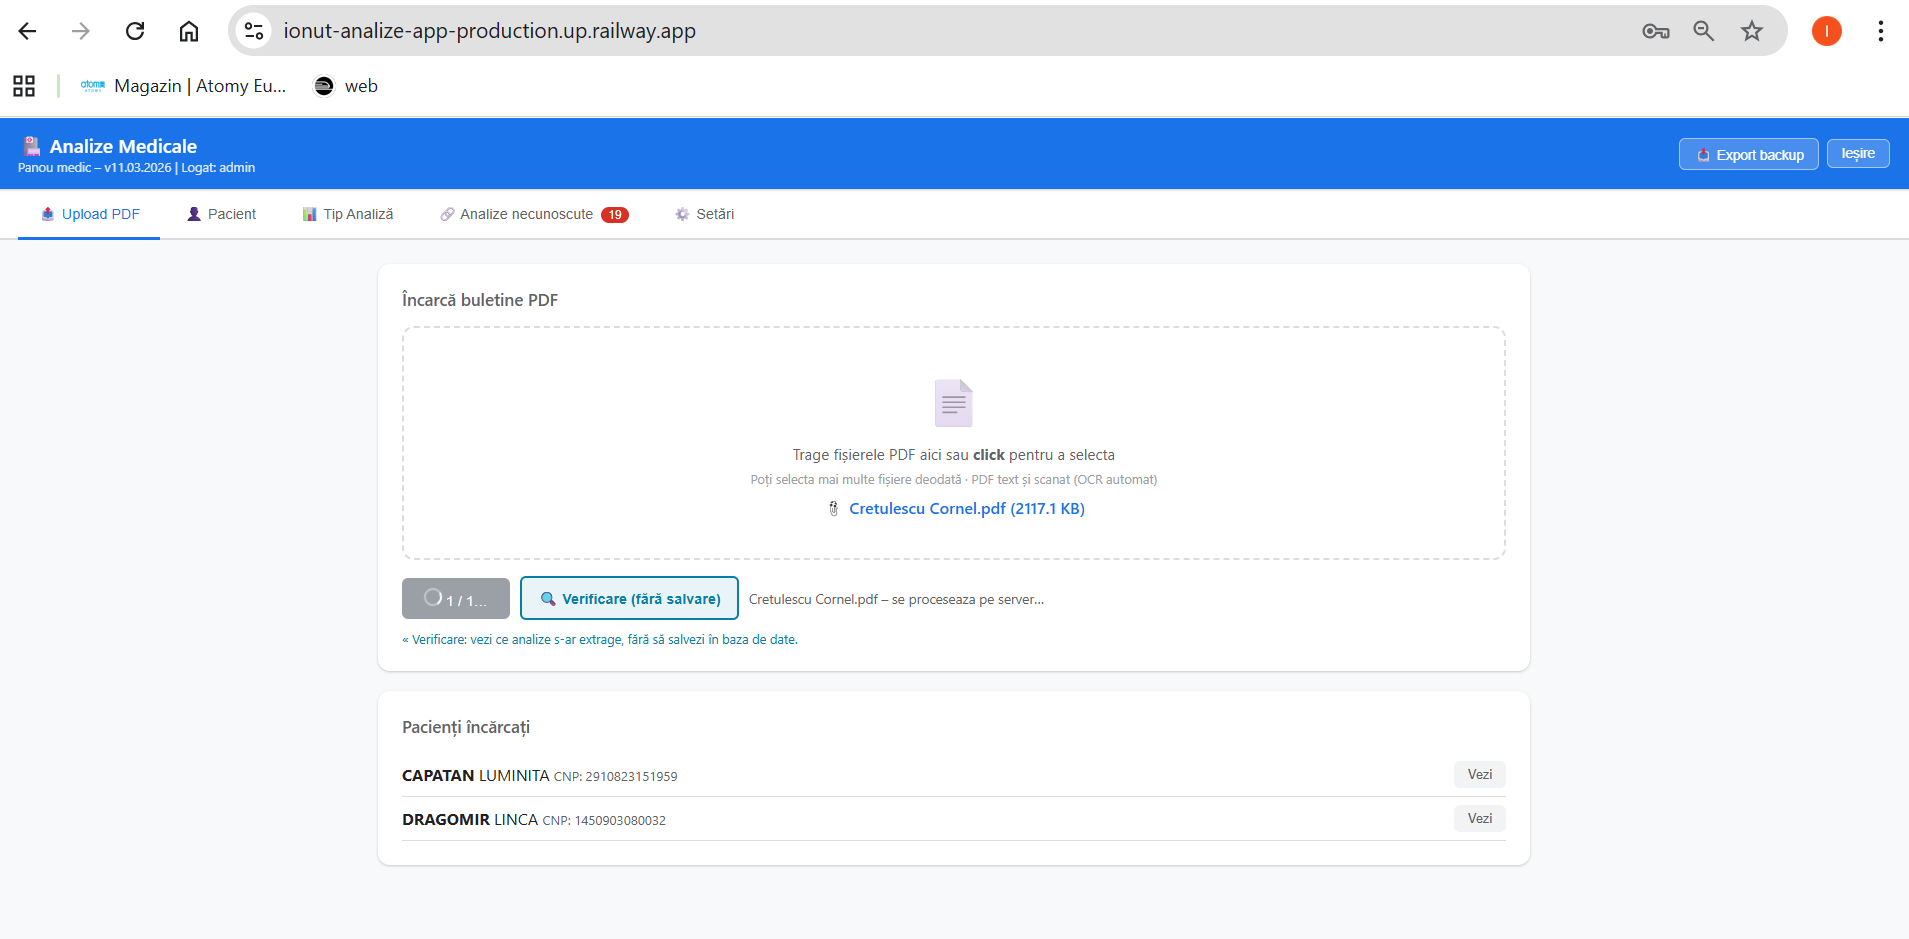 ionut-analize-app-production.up.railway.app
I
atomy
Magazin | Atomy Eu...
web
Analize Medicale
Panou medic – v11.03.2026 | Logat: admin
Export backup
Ieșire
Upload PDF
Pacient
Tip Analiză
Analize necunoscute 19
Setări
Încarcă buletine PDF
Trage fișierele PDF aici sau click pentru a selecta
Poți selecta mai multe fișiere deodată · PDF text și scanat (OCR automat)
Cretulescu Cornel.pdf (2117.1 KB)
1 / 1...
Verificare (fără salvare)
Cretulescu Cornel.pdf – se proceseaza pe server...
« Verificare: vezi ce analize s-ar extrage, fără să salvezi în baza de date.
Pacienți încărcați
CAPATAN LUMINITA CNP: 2910823151959
Vezi
DRAGOMIR LINCA CNP: 1450903080032
Vezi